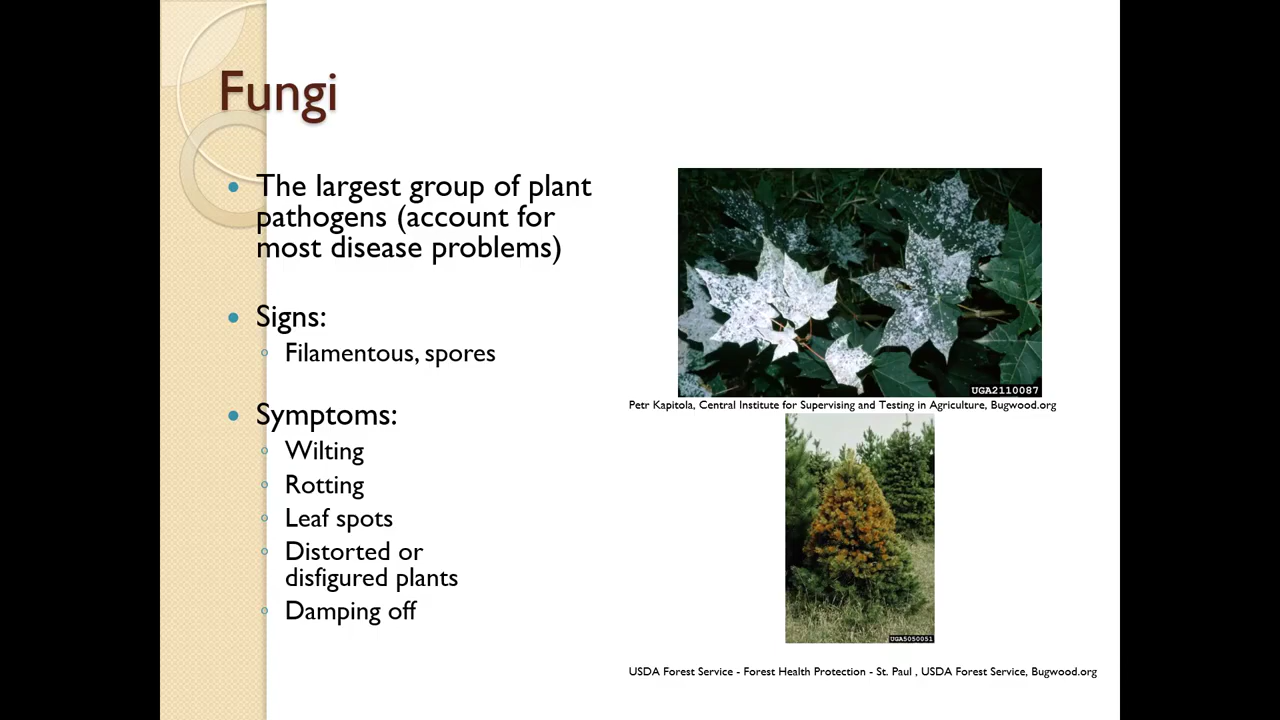 Fungi
The largest group of plant
pathogens (account for
most disease problems)
Signs:
Filamentous, spores
Symptoms:
Wilting
Rotting
Leaf spots
Distorted or
disfigured plants
Damping off
UGA2110087
Petr Kapitola, Central Institute for Supervising and Testing in Agriculture, Bugwood.org
UGA5050051
USDA Forest Service - Forest Health Protection - St. Paul , USDA Forest Service, Bugwood.org